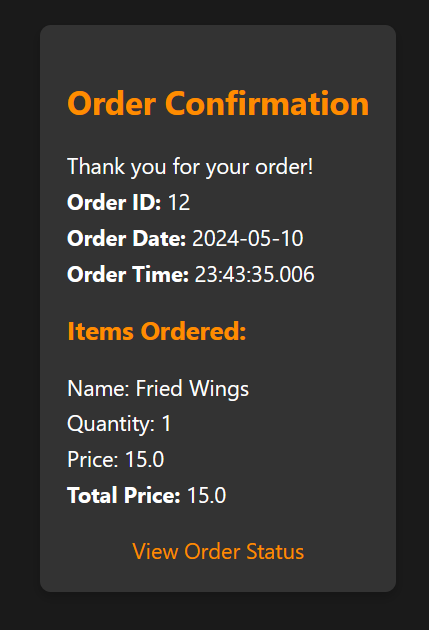 Order Confirmation
Thank you for your order!
Order ID: 12
Order Date: 2024-05-10
Order Time: 23:43:35.006
Items Ordered:
Name: Fried Wings
Quantity: 1
Price: 15.0
Total Price: 15.0
View Order Status